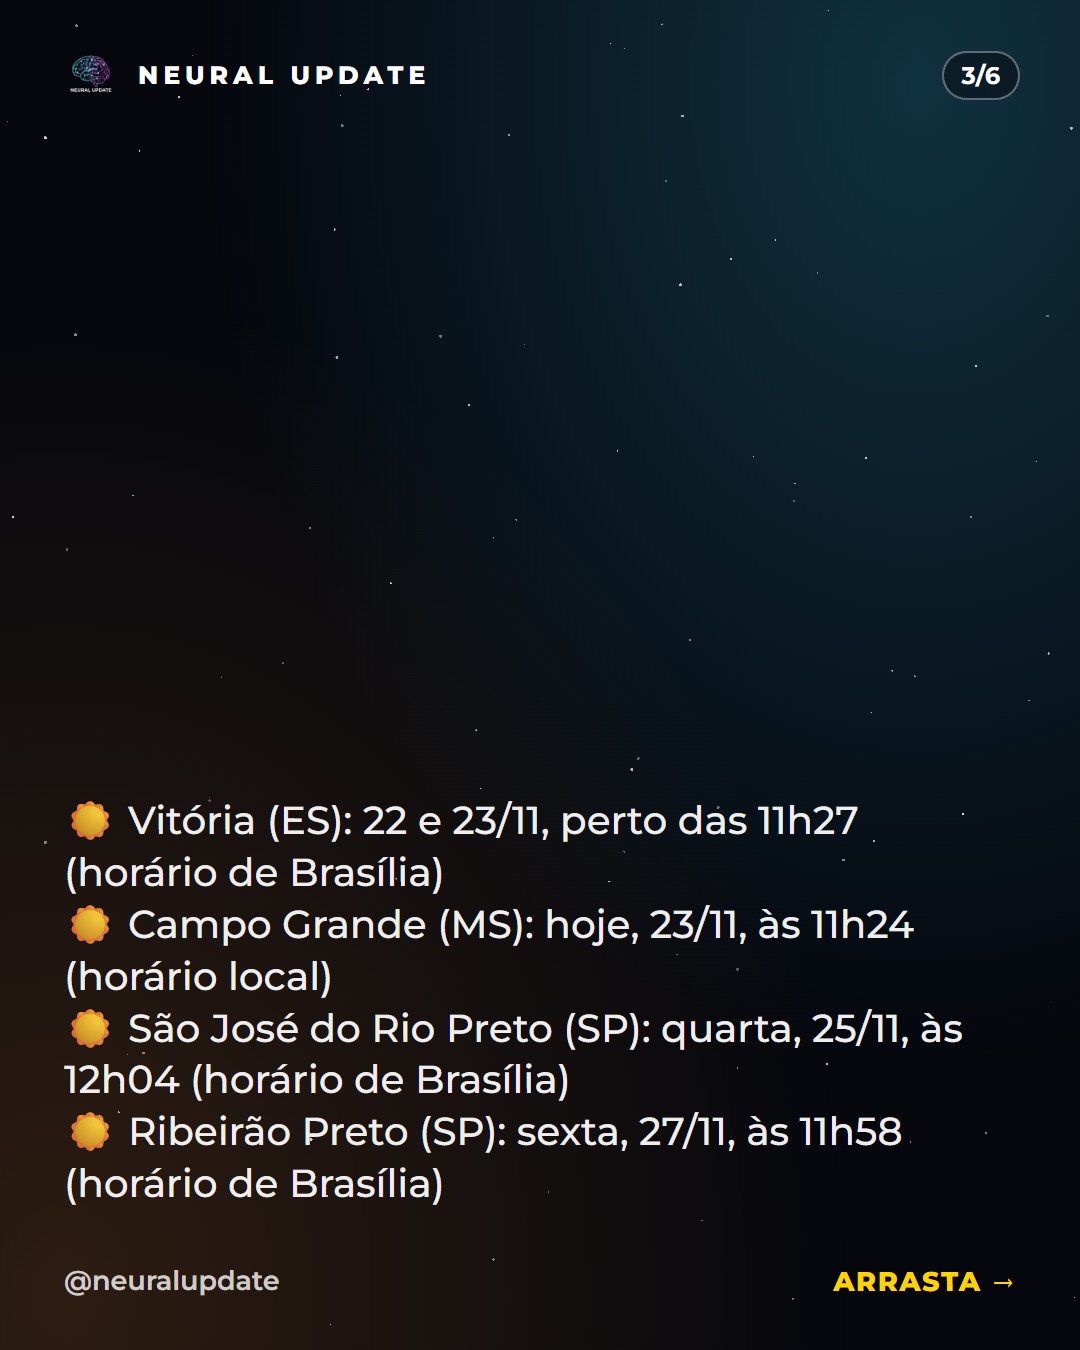 NEURAL UPDATE
NEURAL UPDATE
3/6
Vitória (ES): 22 e 23/11, perto das 11h27
(horário de Brasília)
Campo Grande (MS): hoje, 23/11, às 11h24
(horário local)
São José do Rio Preto (SP): quarta, 25/11, às
12h04 (horário de Brasília)
Ribeirão Preto (SP): sexta, 27/11, às 11h58
(horário de Brasília)
@neuralupdate
ARRASTA →